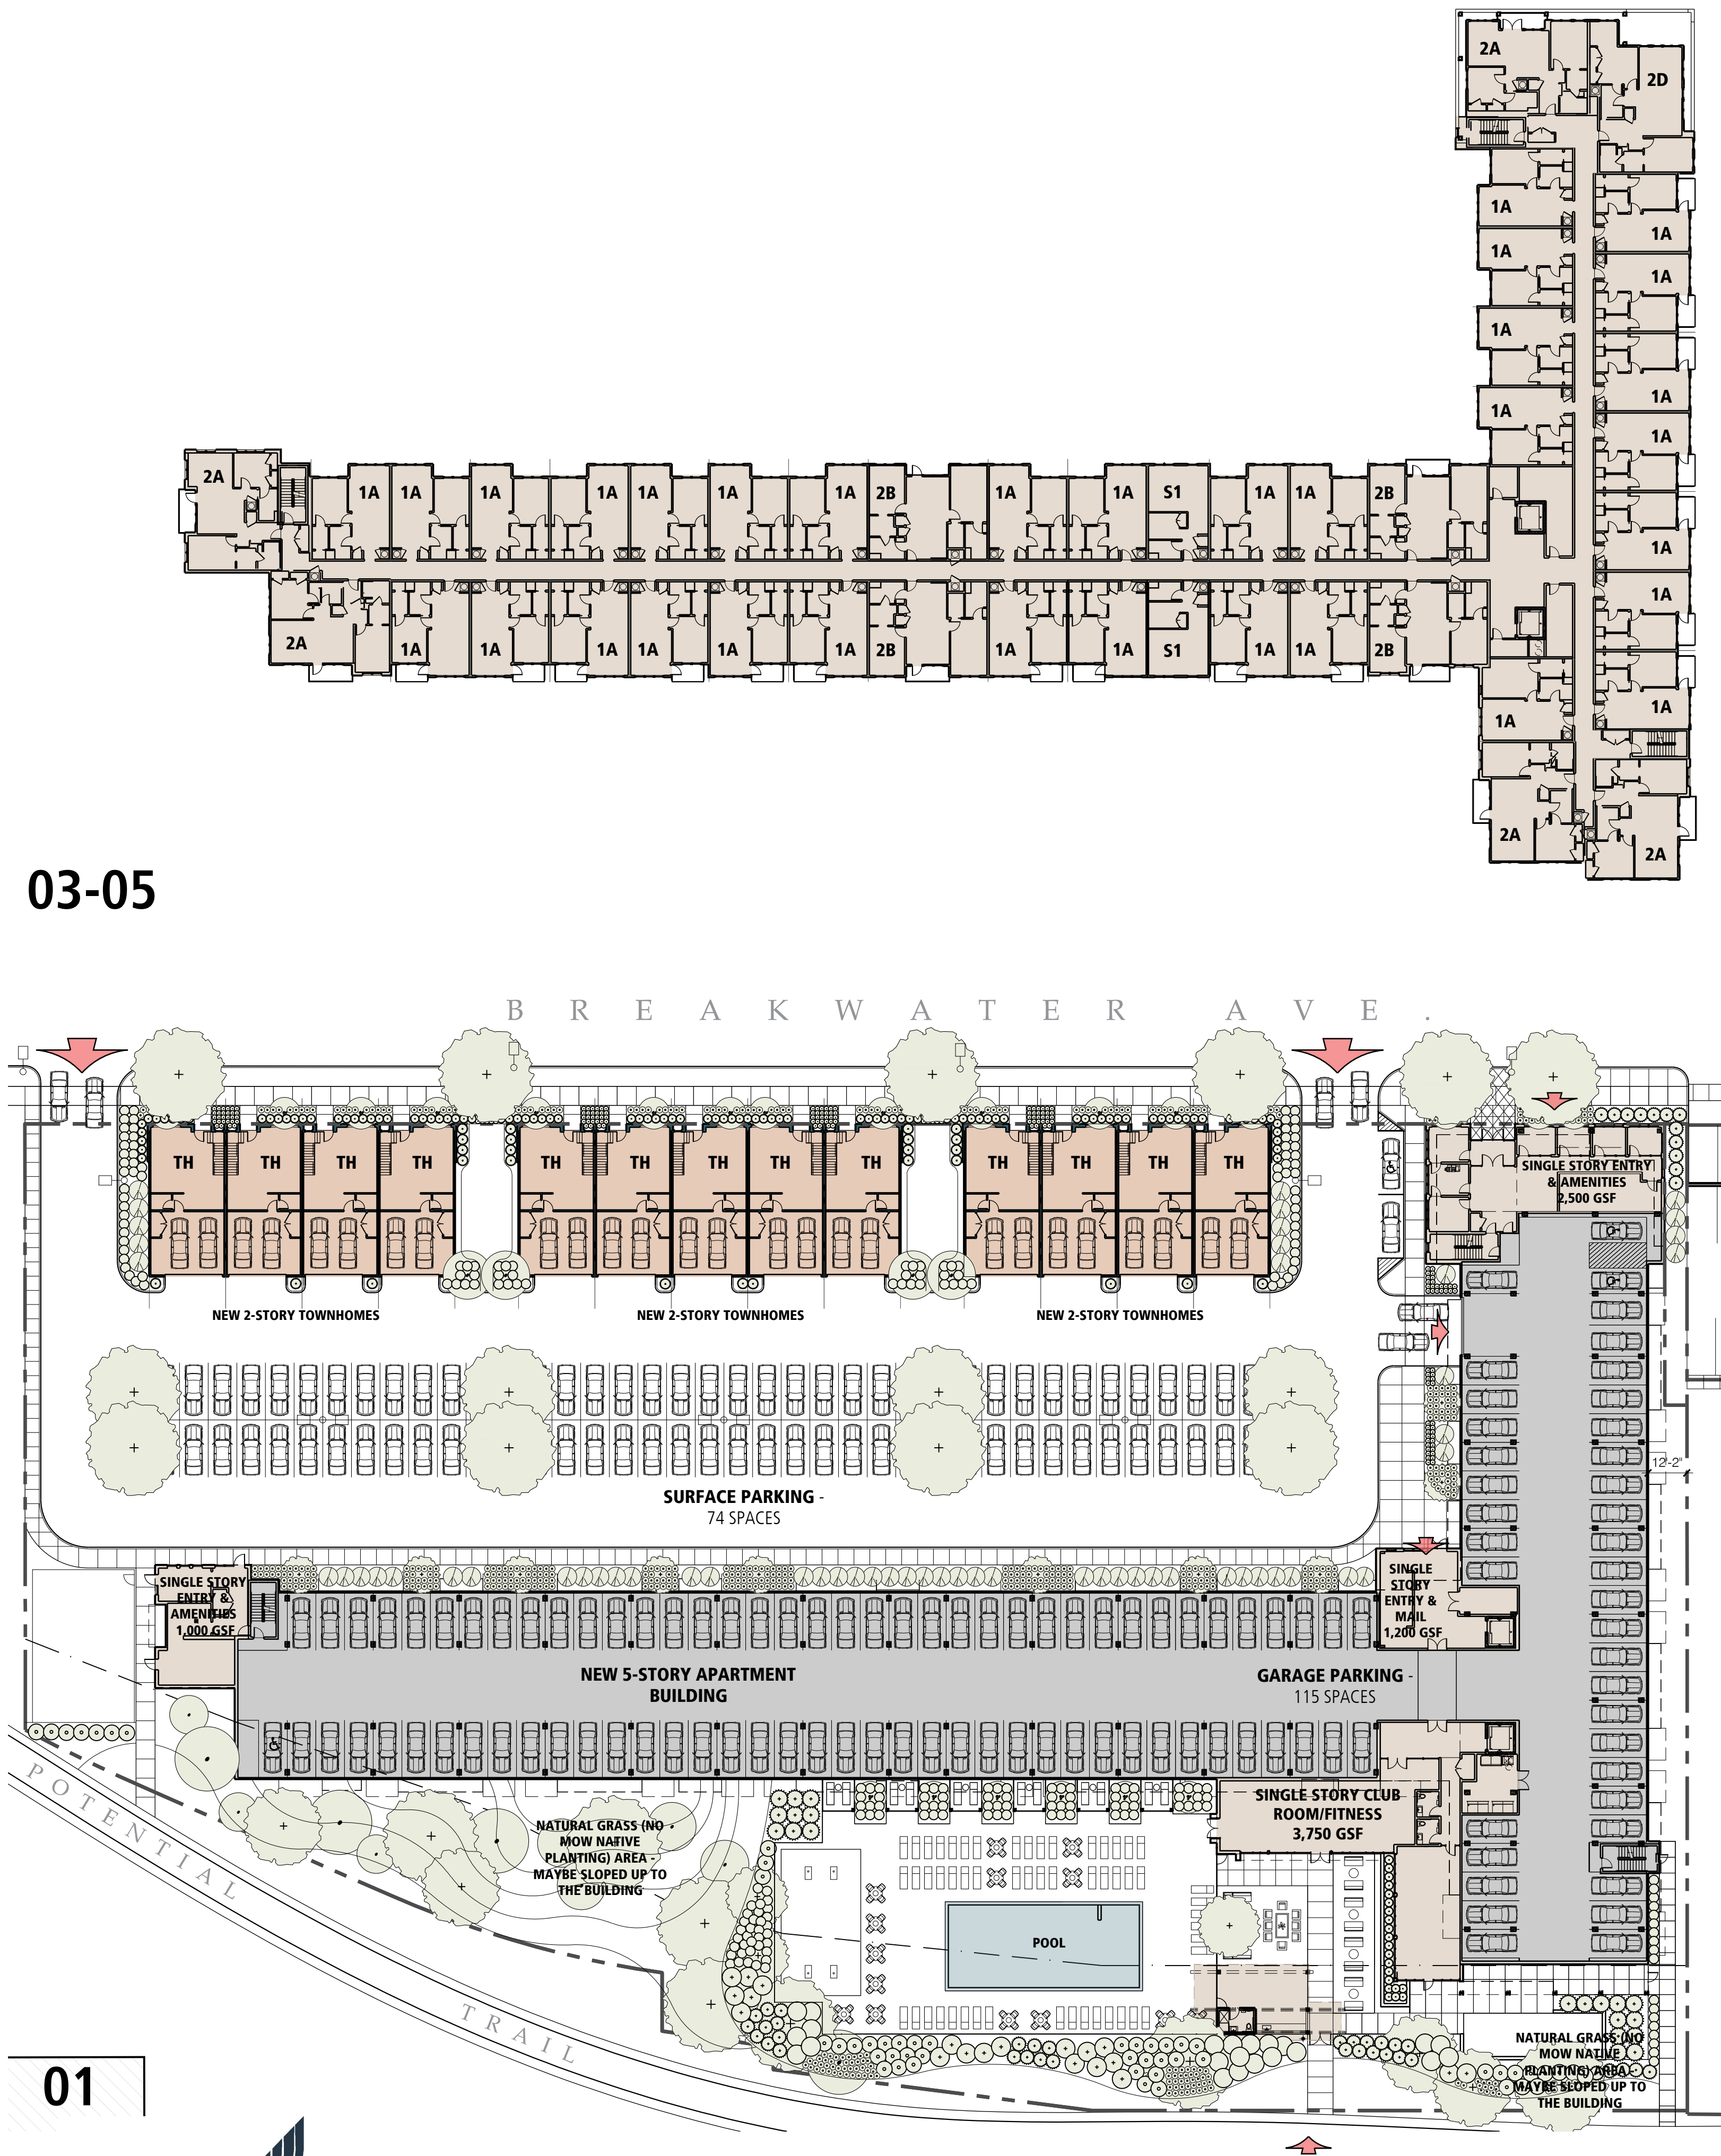 2A
2D
1A
1A
1A
1A
1A
1A
1A
1A
1A
1A
1A
1A
1A
2A 1A 1A 1A 1A 1A 1A 1A 2B 1A 1A S1 1A 1A 2B
2A 1A 1A 1A 1A 1A 1A 2B 1A 1A S1 1A 1A 2B
2A
2A
03-05
BREAKWATER AVE.
TH TH TH TH TH TH TH TH TH TH TH TH TH
SINGLE STORY ENTRY
& AMENITIES
2,500 GSF
NEW 2-STORY TOWNHOMES
NEW 2-STORY TOWNHOMES
NEW 2-STORY TOWNHOMES
12'-2"
SURFACE PARKING -
74 SPACES
SINGLE STORY
ENTRY &
AMENITIES
1,000 GSF
SINGLE
STORY
ENTRY &
MAIL
1,200 GSF
NEW 5-STORY APARTMENT
BUILDING
GARAGE PARKING -
115 SPACES
POTENTIAL TRAIL
NATURAL GRASS (NO
MOW NATIVE
PLANTING) AREA -
MAYBE SLOPED UP TO
THE BUILDING
SINGLE STORY CLUB
ROOM/FITNESS
3,750 GSF
POOL
NATURAL GRASS (NO
MOW NATIVE
PLANTING) AREA -
MAYBE SLOPED UP TO
THE BUILDING
01